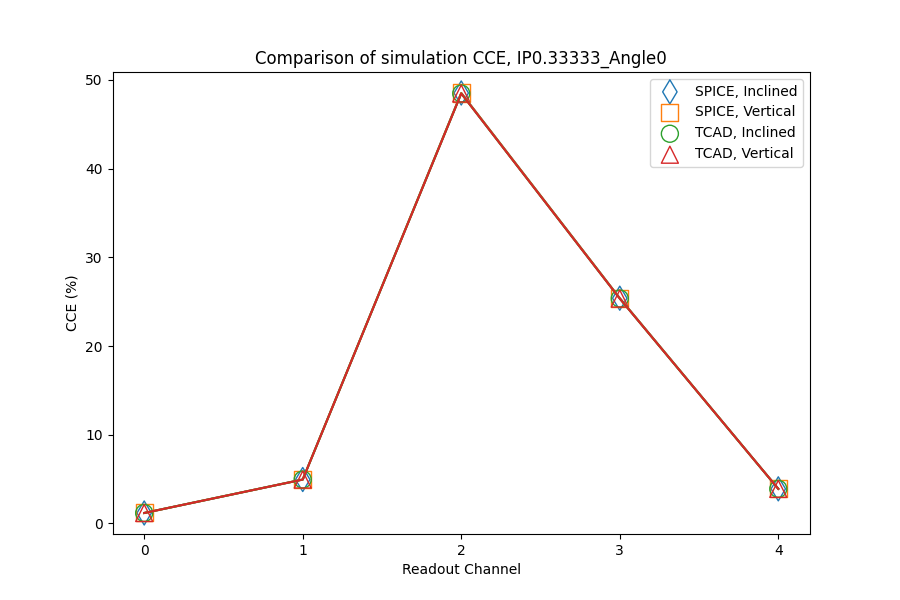 Comparison of simulation CCE, IP0.33333_Angle0
SPICE, Inclined
SPICE, Vertical
TCAD, Inclined
TCAD, Vertical
CCE (%)
50
40
30
20
10
0
0 1 2 3 4
Readout Channel